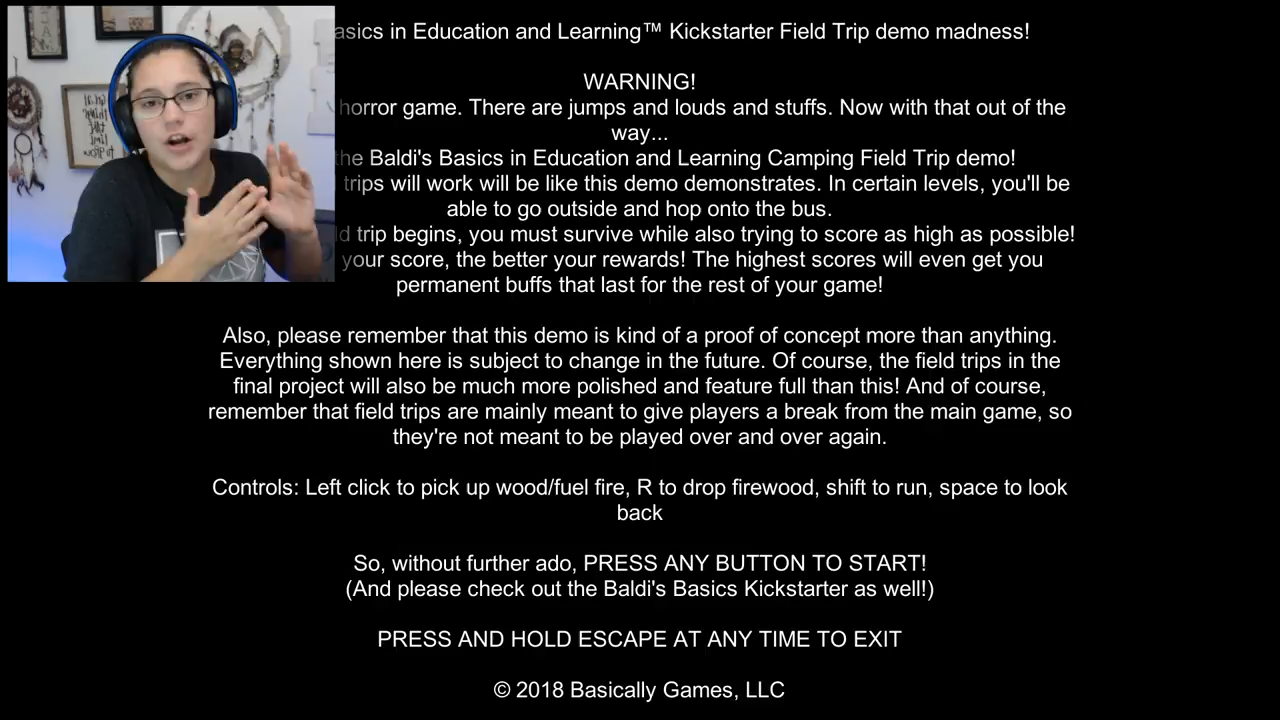 asics in Education and Learning™ Kickstarter Field Trip demo madness!
WARNING!
horror game. There are jumps and louds and stuffs. Now with that out of the
way...
the Baldi's Basics in Education and Learning Camping Field Trip demo!
trips will work will be like this demo demonstrates. In certain levels, you'll be
able to go outside and hop onto the bus.
d trip begins, you must survive while also trying to score as high as possible!
your score, the better your rewards! The highest scores will even get you
permanent buffs that last for the rest of your game!
Also, please remember that this demo is kind of a proof of concept more than anything.
Everything shown here is subject to change in the future. Of course, the field trips in the
final project will also be much more polished and feature full than this! And of course,
remember that field trips are mainly meant to give players a break from the main game, so
they're not meant to be played over and over again.
Controls: Left click to pick up wood/fuel fire, R to drop firewood, shift to run, space to look
back
So, without further ado, PRESS ANY BUTTON TO START!
(And please check out the Baldi's Basics Kickstarter as well!)
PRESS AND HOLD ESCAPE AT ANY TIME TO EXIT
© 2018 Basically Games, LLC